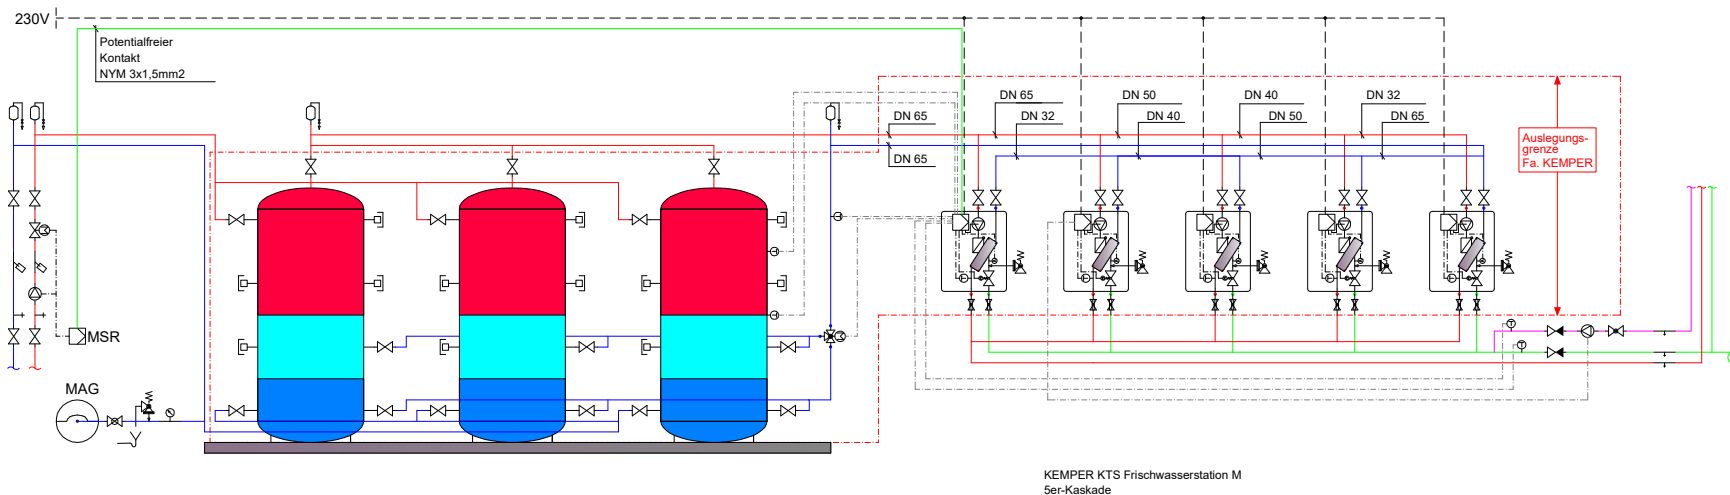 230V
Potentialfreier
Kontakt
NYM 3x1,5mm2
DN 65
DN 50
DN 40
DN 32
DN 65
DN 32
DN 40
DN 50
DN 65
DN 65
Auslegungs-
grenze
Fa. KEMPER
MSR
MAG
KEMPER KTS Frischwasserstation M
5er-Kaskade